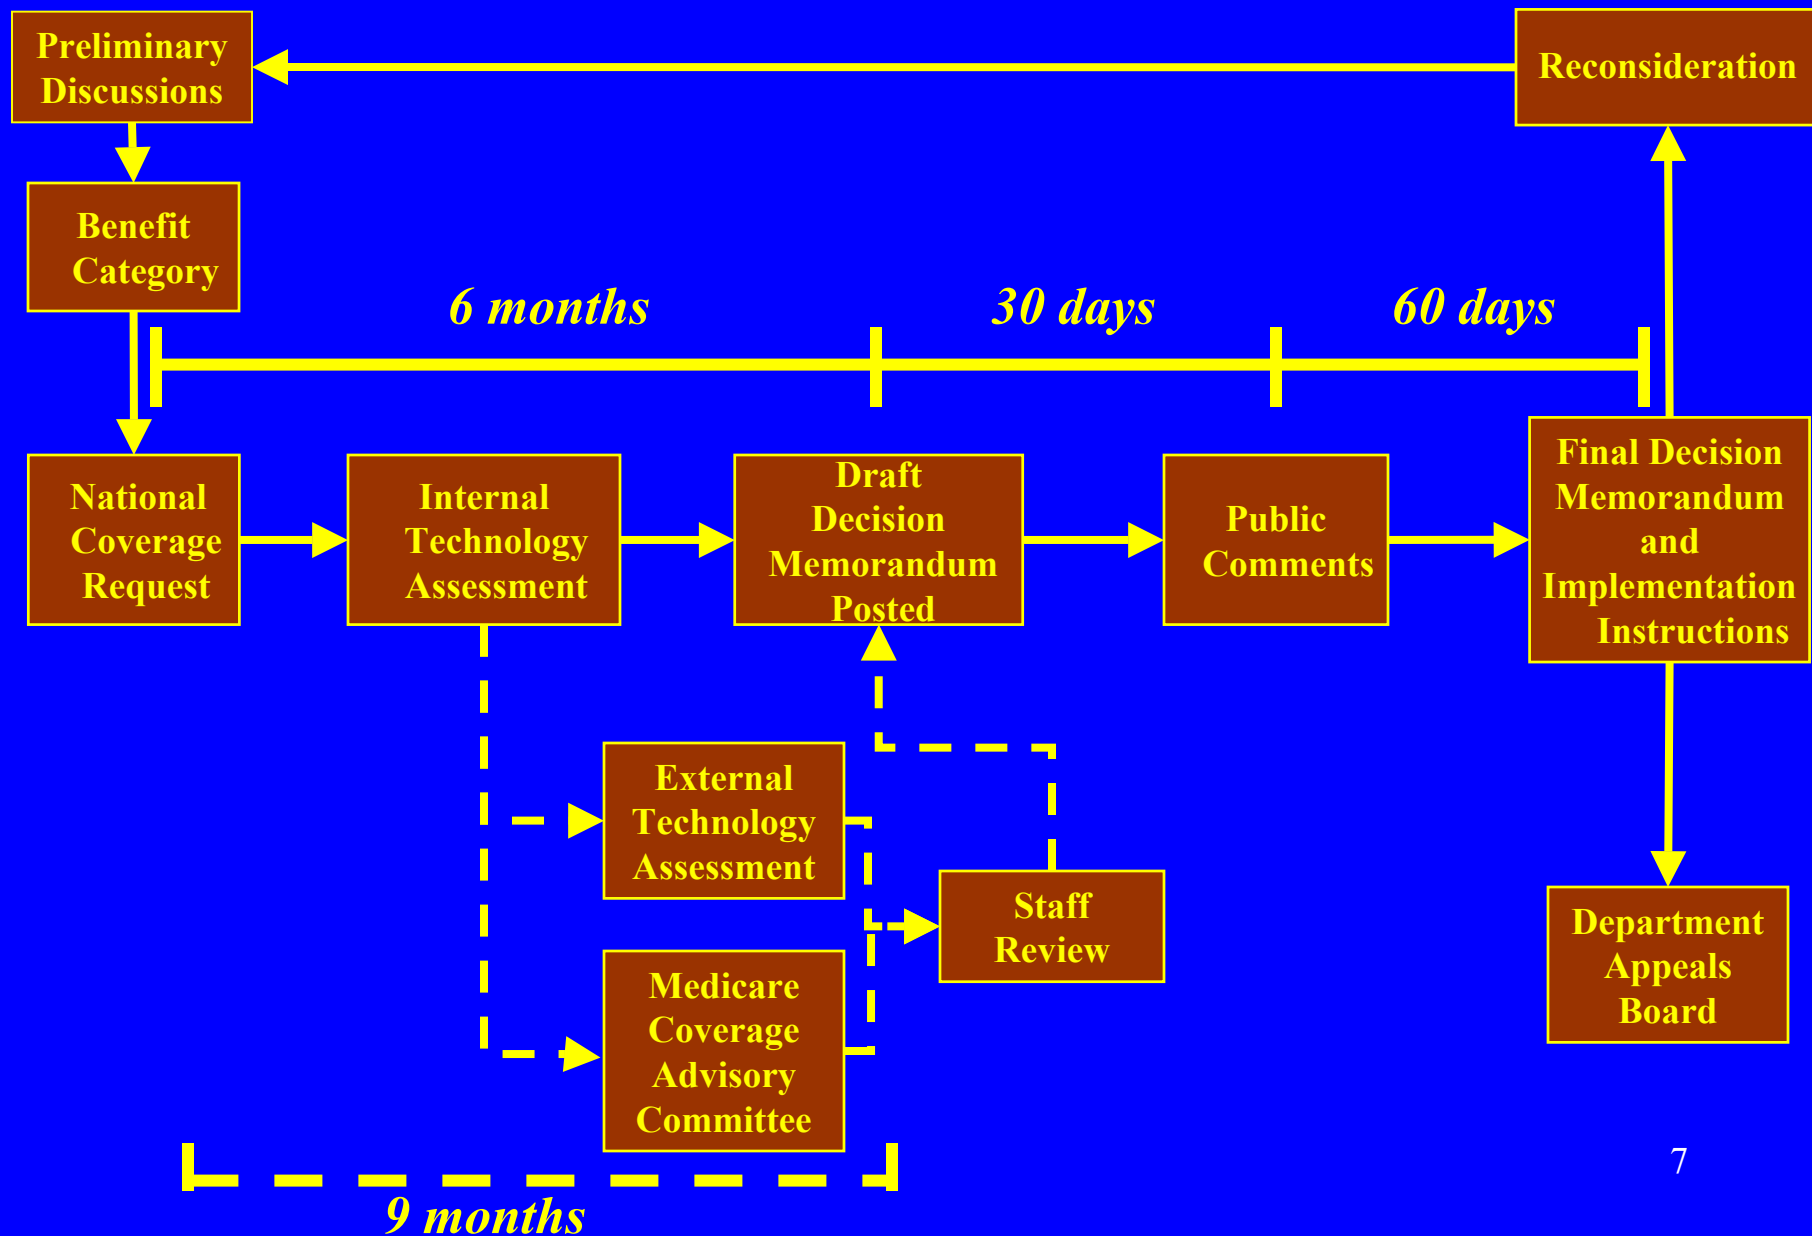 Preliminary
Discussions
Reconsideration
Benefit
Category
6 months
30 days
60 days
National
Coverage
Request
Internal
Technology
Assessment
Draft
Decision
Memorandum
Posted
Public
Comments
Final Decision
Memorandum
and
Implementation
Instructions
External
Technology
Assessment
Staff
Review
Department
Appeals
Board
Medicare
Coverage
Advisory
Committee
9 months
7